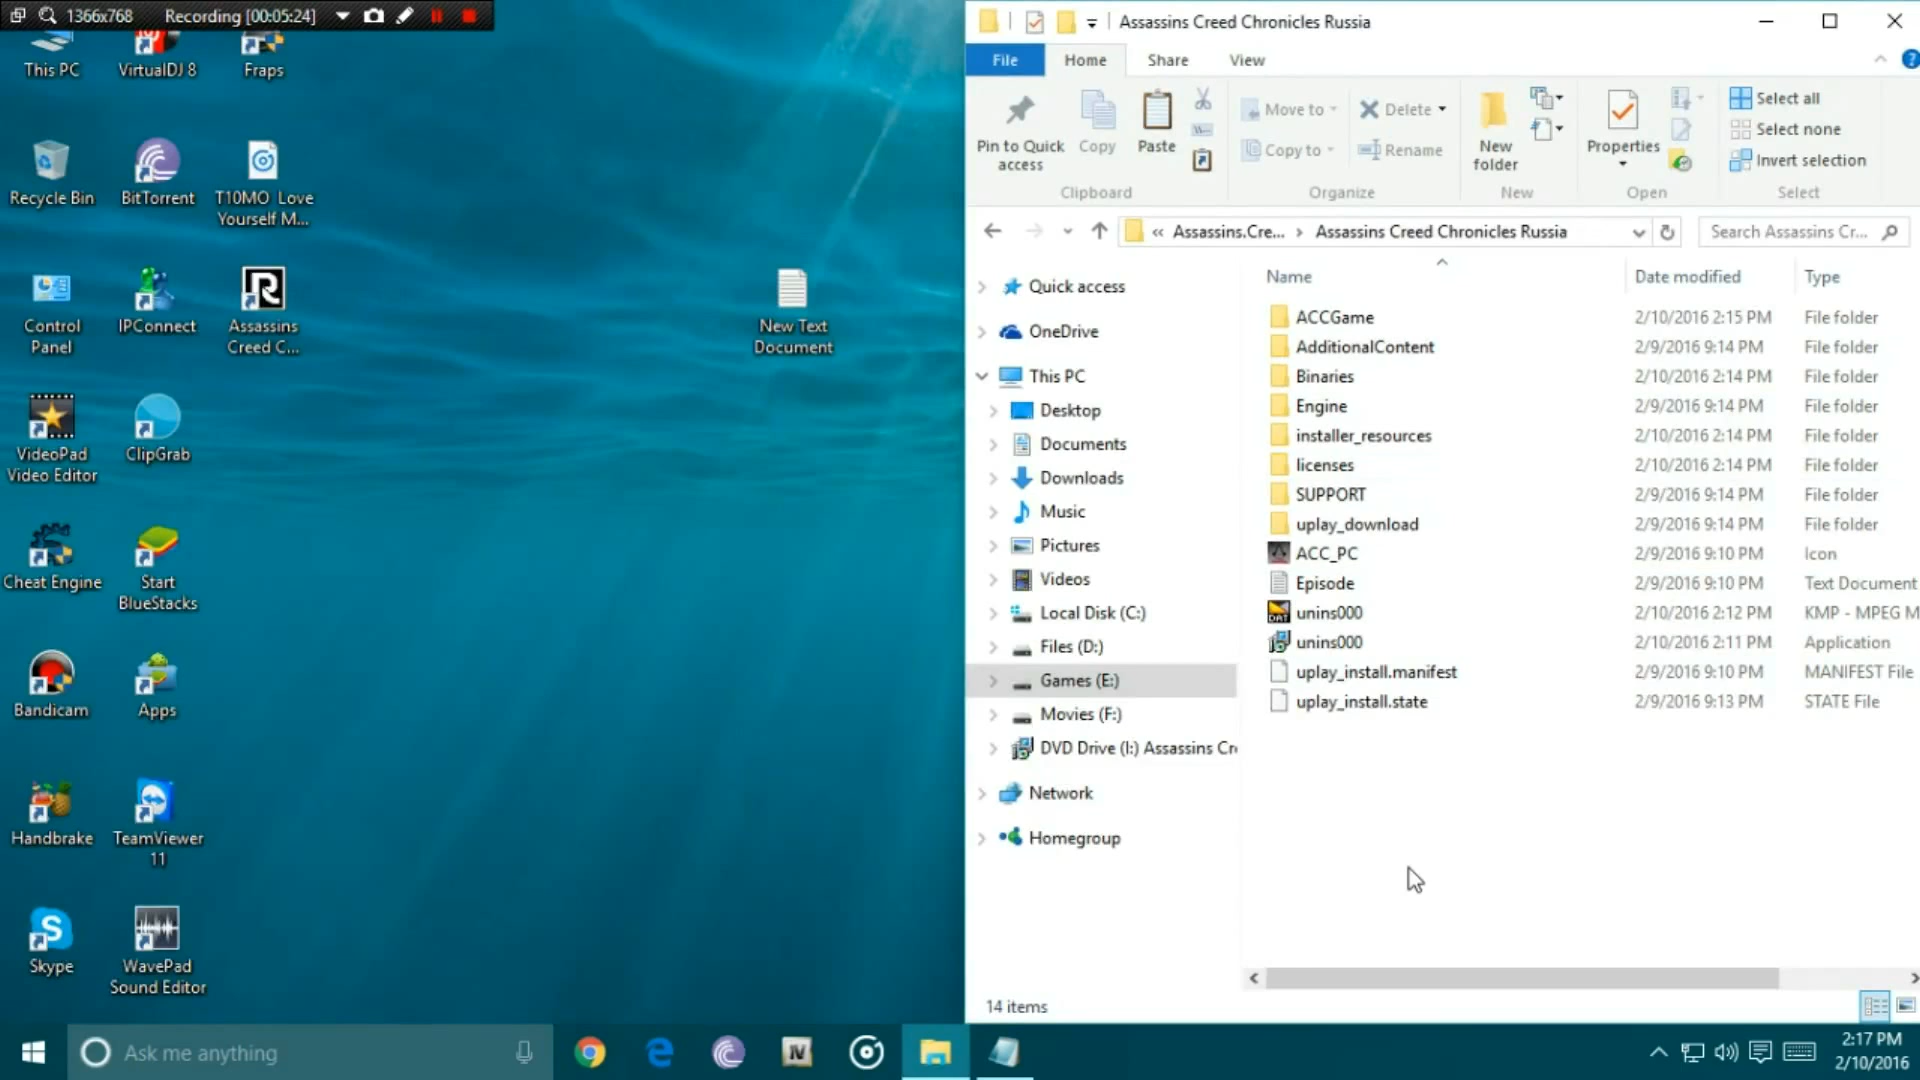 1366x768
Recording [00:05:24]
This PC
VirtualDJ 8
Fraps
Recycle Bin
BitTorrent
T10MO Love
Yourself M...
Control
Panel
IPConnect
Assassins
Creed C...
New Text
Document
VideoPad
Video Editor
ClipGrab
Cheat Engine
Start
BlueStacks
Bandicam
Apps
Handbrake
TeamViewer
11
Skype
WavePad
Sound Editor
Assassins Creed Chronicles Russia
File
Home
Share
View
Pin to Quick
access
Copy
Paste
Clipboard
Move to
Copy to
Delete
Rename
Organize
New
folder
New
Properties
Open
Select all
Select none
Invert selection
Select
« Assassins.Cre... › Assassins Creed Chronicles Russia
Search Assassins Cr...
Quick access
OneDrive
This PC
Desktop
Documents
Downloads
Music
Pictures
Videos
Local Disk (C:)
Files (D:)
Games (E:)
Movies (F:)
DVD Drive (I:) Assassins Cr
Network
Homegroup
Name Date modified Type
ACCGame 2/10/2016 2:15 PM File folder
AdditionalContent 2/9/2016 9:14 PM File folder
Binaries 2/10/2016 2:14 PM File folder
Engine 2/9/2016 9:14 PM File folder
installer_resources 2/10/2016 2:14 PM File folder
licenses 2/10/2016 2:14 PM File folder
SUPPORT 2/9/2016 9:14 PM File folder
uplay_download 2/9/2016 9:14 PM File folder
ACC_PC 2/9/2016 9:10 PM Icon
Episode 2/9/2016 9:10 PM Text Document
unins000 2/10/2016 2:12 PM KMP - MPEG M
unins000 2/10/2016 2:11 PM Application
uplay_install.manifest 2/9/2016 9:10 PM MANIFEST File
uplay_install.state 2/9/2016 9:13 PM STATE File
14 items
Ask me anything
IV
2:17 PM
2/10/2016